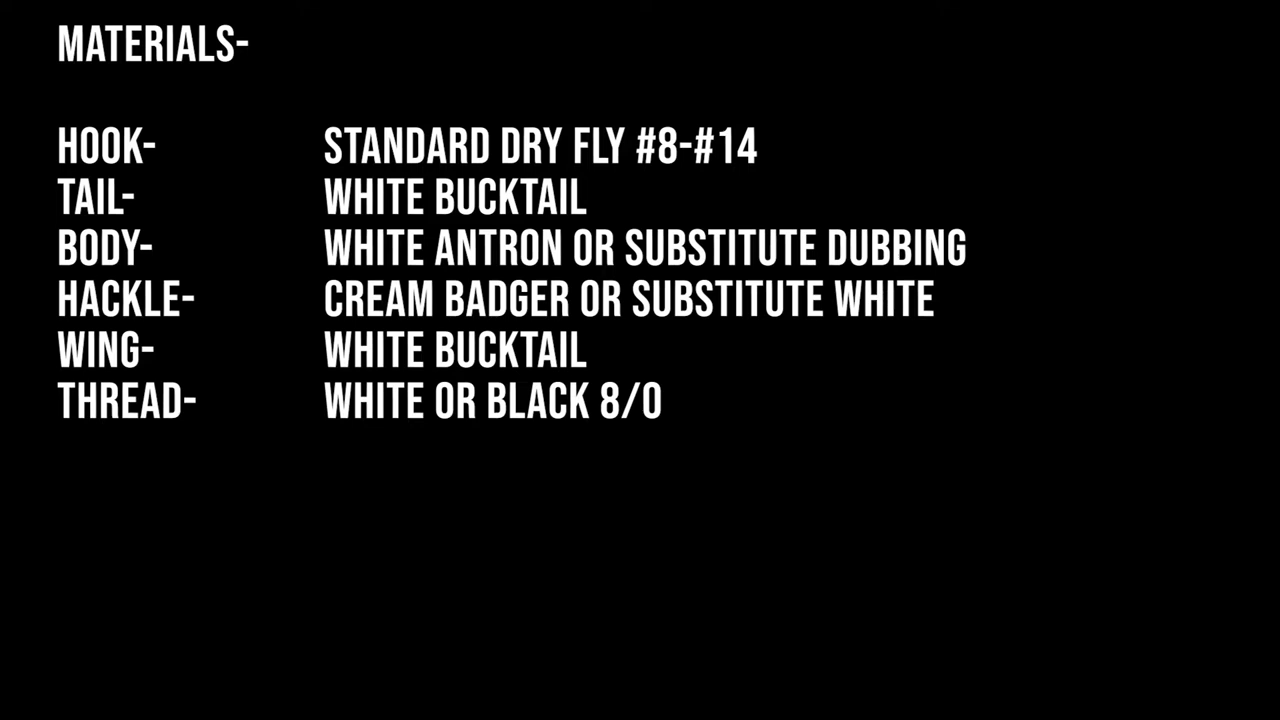 MATERIALS-
HOOK- STANDARD DRY FLY #8-#14
TAIL- WHITE BUCKTAIL
BODY- WHITE ANTRON OR SUBSTITUTE DUBBING
HACKLE- CREAM BADGER OR SUBSTITUTE WHITE
WING- WHITE BUCKTAIL
THREAD- WHITE OR BLACK 8/0